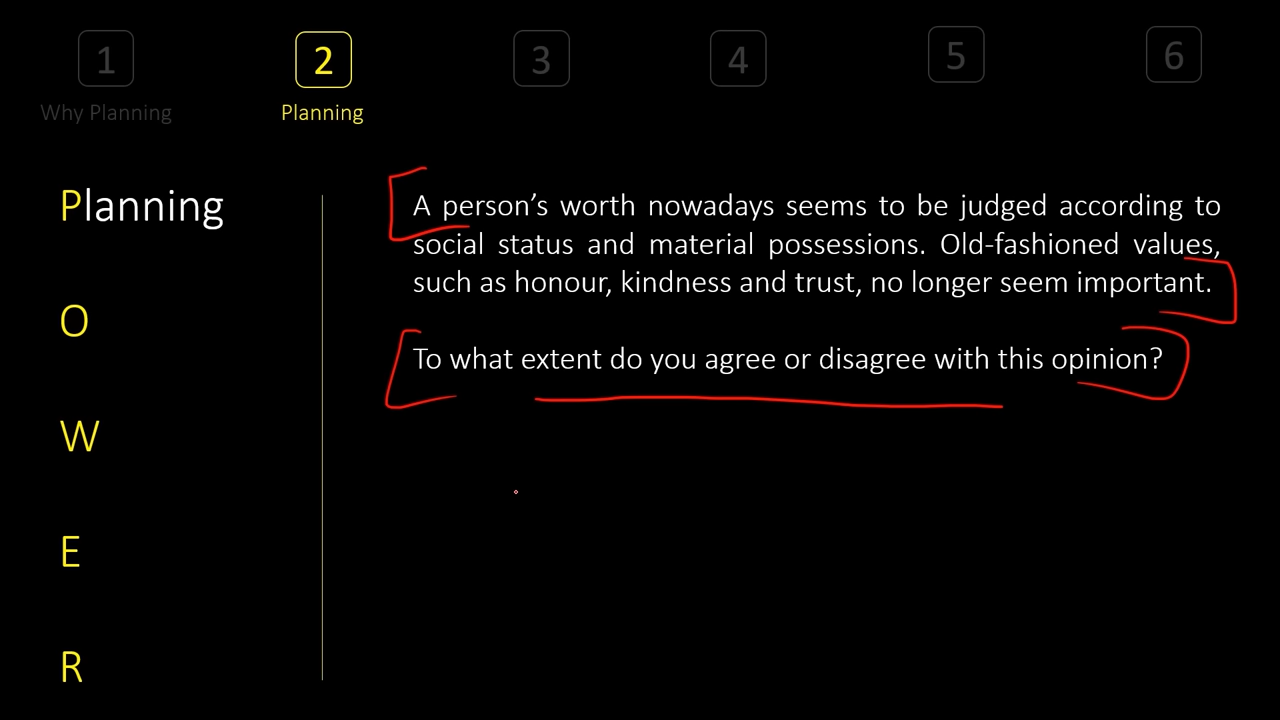 1 2 3 4 5 6
Why Planning Planning
Planning
O
W
E
R
A person’s worth nowadays seems to be judged according to
social status and material possessions. Old-fashioned values,
such as honour, kindness and trust, no longer seem important.
To what extent do you agree or disagree with this opinion?